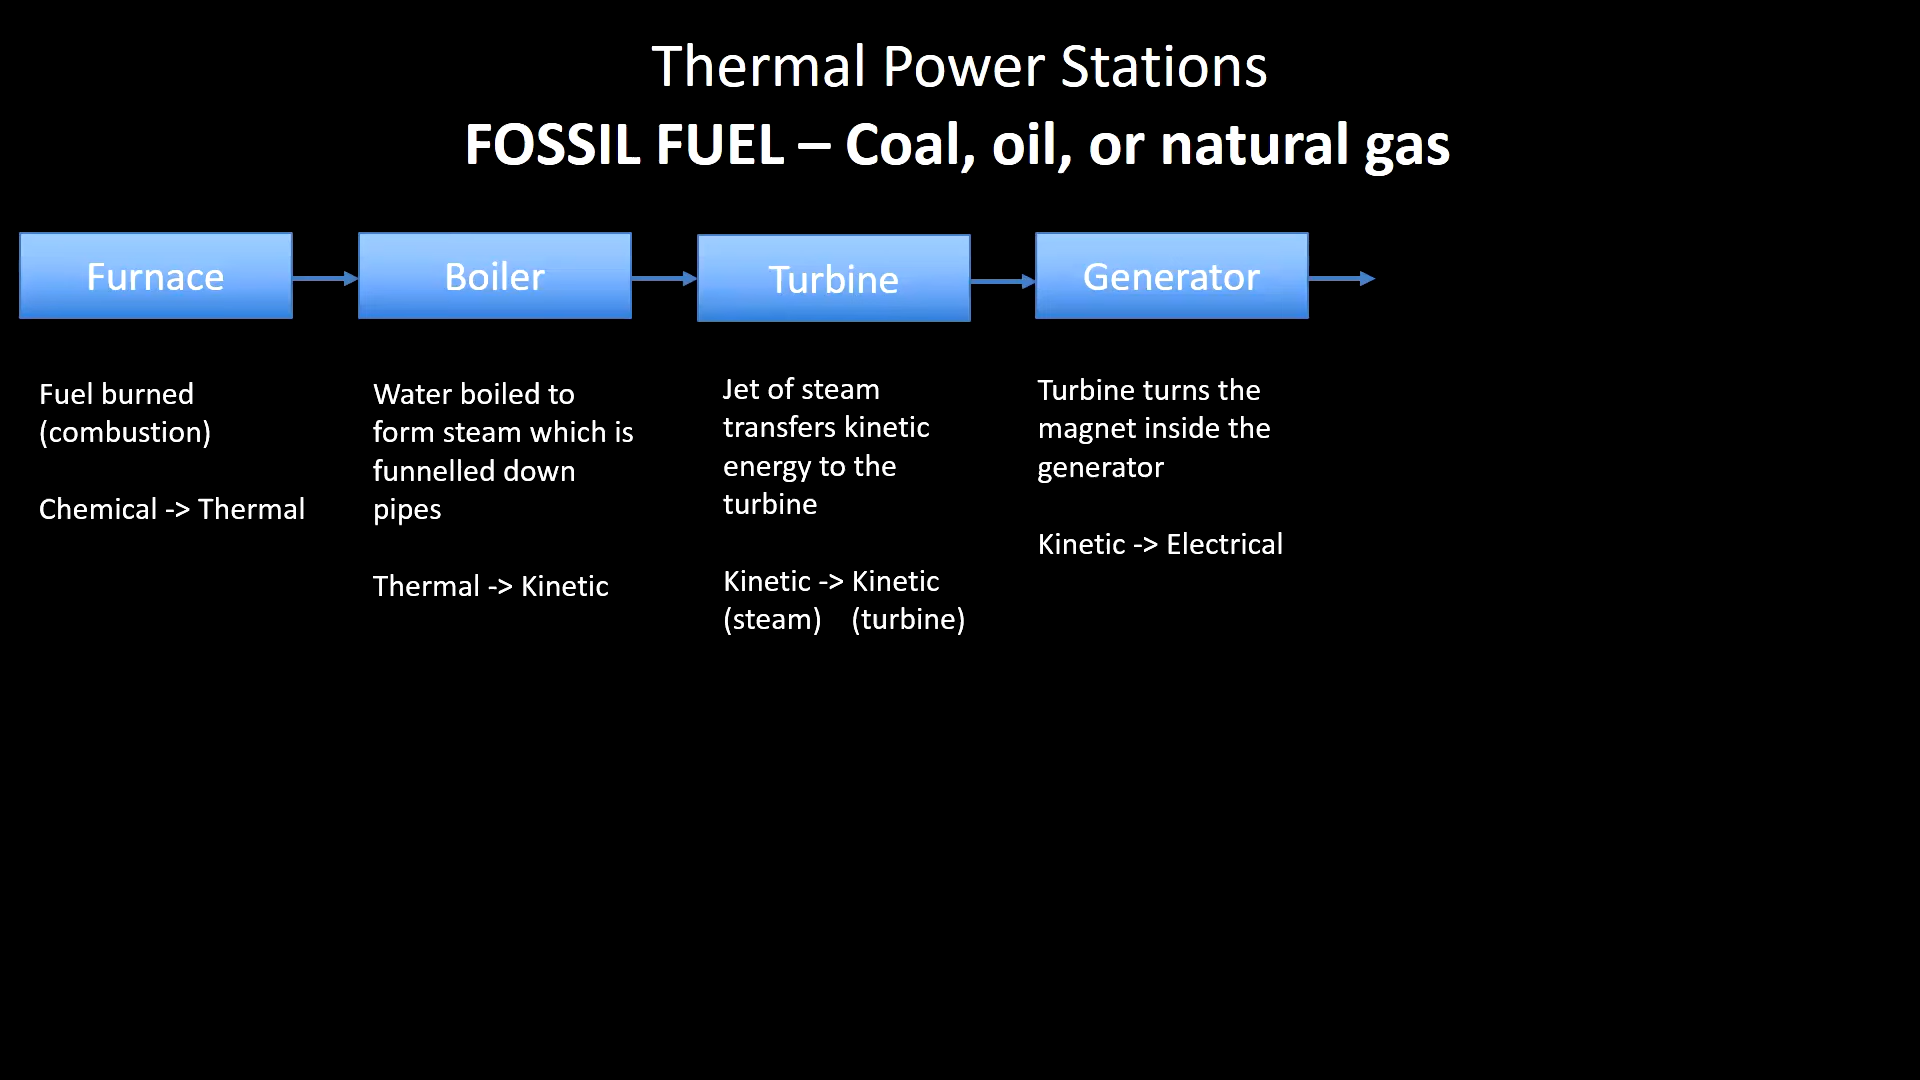 Thermal Power Stations
FOSSIL FUEL – Coal, oil, or natural gas
Furnace
Boiler
Turbine
Generator
Fuel burned
(combustion)
Chemical -> Thermal
Water boiled to
form steam which is
funnelled down
pipes
Thermal -> Kinetic
Jet of steam
transfers kinetic
energy to the
turbine
Kinetic -> Kinetic
(steam) (turbine)
Turbine turns the
magnet inside the
generator
Kinetic -> Electrical